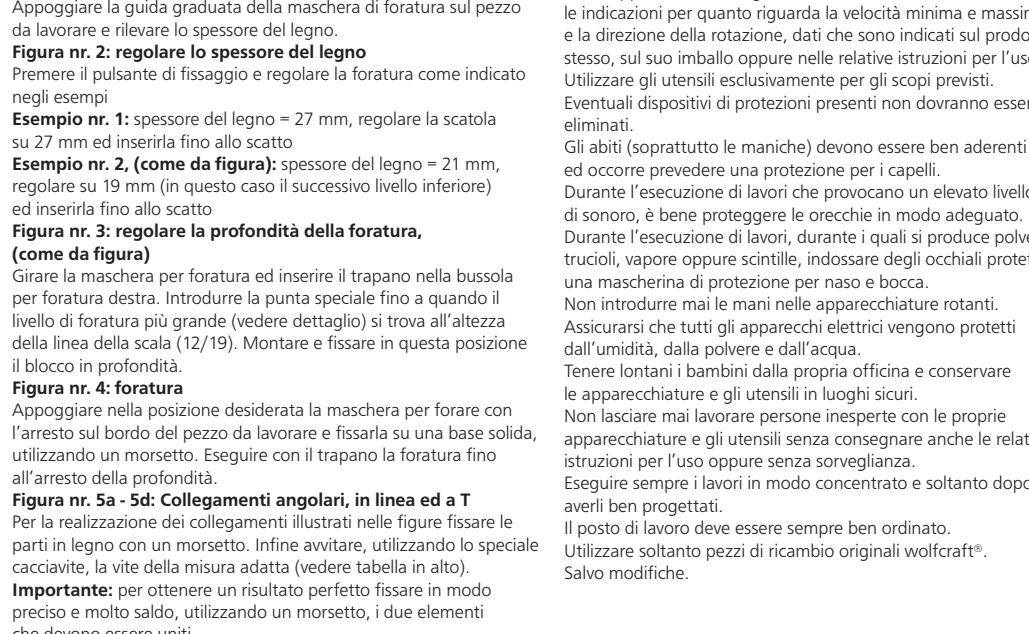 Appoggiare la guida graduata della maschera di foratura sul pezzo
da lavorare e rilevare lo spessore del legno.
Figura nr. 2: regolare lo spessore del legno
Premere il pulsante di fissaggio e regolare la foratura come indicato
negli esempi
Esempio nr. 1: spessore del legno = 27 mm, regolare la scatola
su 27 mm ed inserirla fino allo scatto
Esempio nr. 2, (come da figura): spessore del legno = 21 mm,
regolare su 19 mm (in questo caso il successivo livello inferiore)
ed inserirla fino allo scatto
Figura nr. 3: regolare la profondità della foratura,
(come da figura)
Girare la maschera per foratura ed inserire il trapano nella bussola
per foratura destra. Introdurre la punta speciale fino a quando il
livello di foratura più grande (vedere dettaglio) si trova all'altezza
della linea della scala (12/19). Montare e fissare in questa posizione
il blocco in profondità.
Figura nr. 4: foratura
Appoggiare nella posizione desiderata la maschera per forare con
l'arresto sul bordo del pezzo da lavorare e fissarla su una base solida,
utilizzando un morsetto. Eseguire con il trapano la foratura fino
all'arresto della profondità.
Figura nr. 5a - 5d: Collegamenti angolari, in linea ed a T
Per la realizzazione dei collegamenti illustrati nelle figure fissare le
parti in legno con un morsetto. Infine avvitare, utilizzando lo speciale
cacciavite, la vite della misura adatta (vedere tabella in alto).
Importante: per ottenere un risultato perfetto fissare in modo
preciso e molto saldo, utilizzando un morsetto, i due elementi
che devono essere uniti
le indicazioni per quanto riguarda la velocità minima e massim
e la direzione della rotazione, dati che sono indicati sul prodo
stesso, sul suo imballo oppure nelle relative istruzioni per l'uso
Utilizzare gli utensili esclusivamente per gli scopi previsti.
Eventuali dispositivi di protezioni presenti non dovranno esser
eliminati.
Gli abiti (soprattutto le maniche) devono essere ben aderenti
ed occorre prevedere una protezione per i capelli.
Durante l'esecuzione di lavori che provocano un elevato livello
di sonoro, è bene proteggere le orecchie in modo adeguato.
Durante l'esecuzione di lavori, durante i quali si produce polve
trucioli, vapore oppure scintille, indossare degli occhiali protet
una mascherina di protezione per naso e bocca.
Non introdurre mai le mani nelle apparecchiature rotanti.
Assicurarsi che tutti gli apparecchi elettrici vengono protetti
dall'umidità, dalla polvere e dall'acqua.
Tenere lontani i bambini dalla propria officina e conservare
le apparecchiature e gli utensili in luoghi sicuri.
Non lasciare mai lavorare persone inesperte con le proprie
apparecchiature e gli utensili senza consegnare anche le relat
istruzioni per l'uso oppure senza sorveglianza.
Eseguire sempre i lavori in modo concentrato e soltanto dopo
averli ben progettati.
Il posto di lavoro deve essere sempre ben ordinato.
Utilizzare soltanto pezzi di ricambio originali wolfcraft®.
Salvo modifiche.